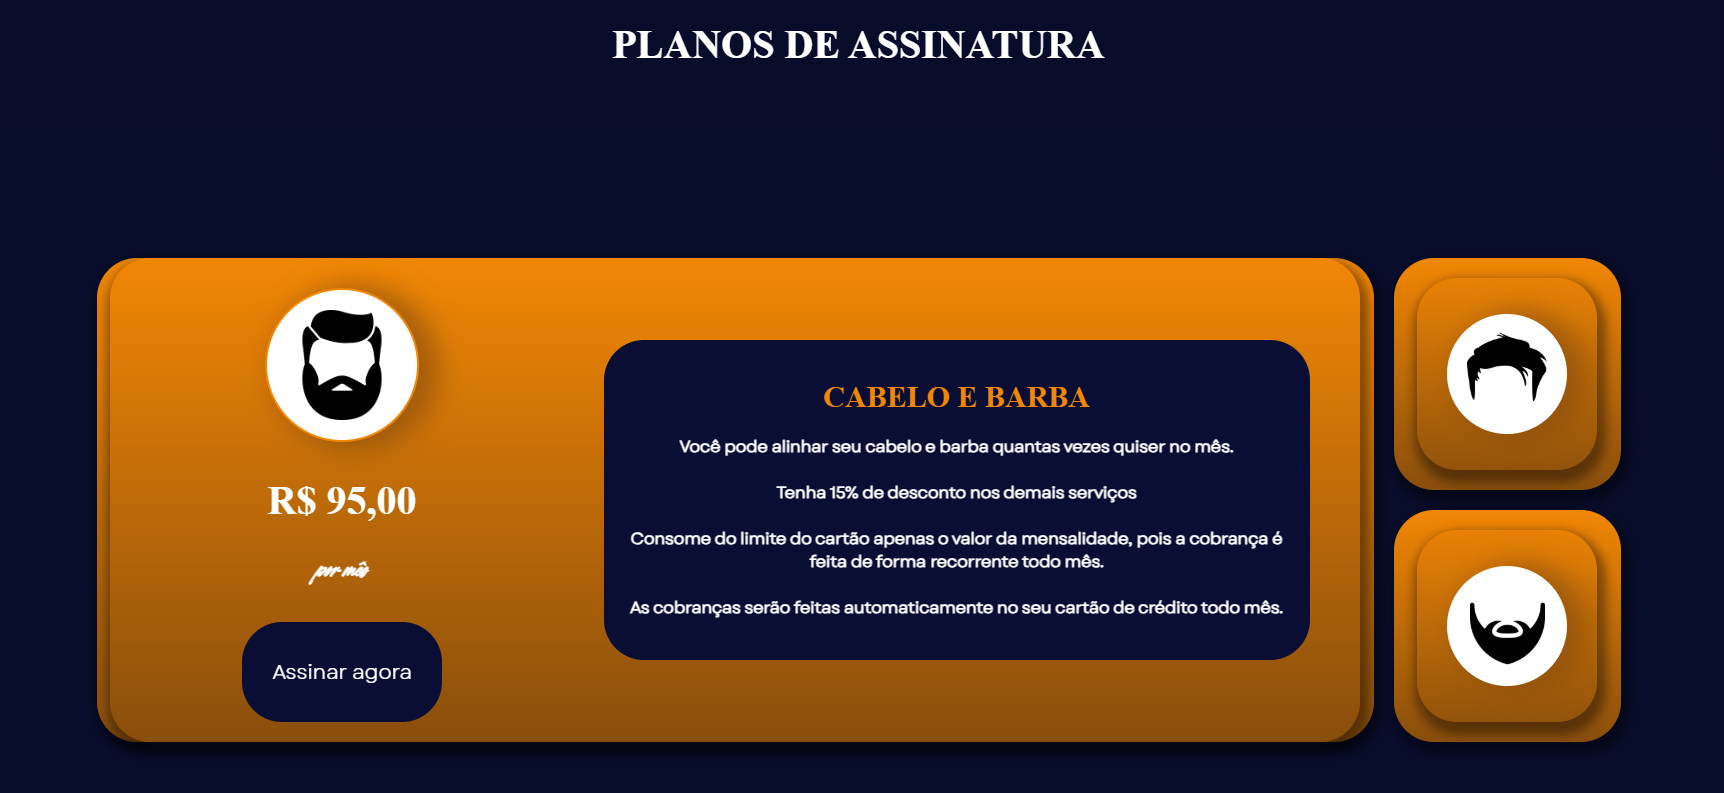 PLANOS DE ASSINATURA
R$ 95,00
por mês
Assinar agora
CABELO E BARBA
Você pode alinhar seu cabelo e barba quantas vezes quiser no mês.
Tenha 15% de desconto nos demais serviços
Consome do limite do cartão apenas o valor da mensalidade, pois a cobrança é
feita de forma recorrente todo mês.
As cobranças serão feitas automaticamente no seu cartão de crédito todo mês.